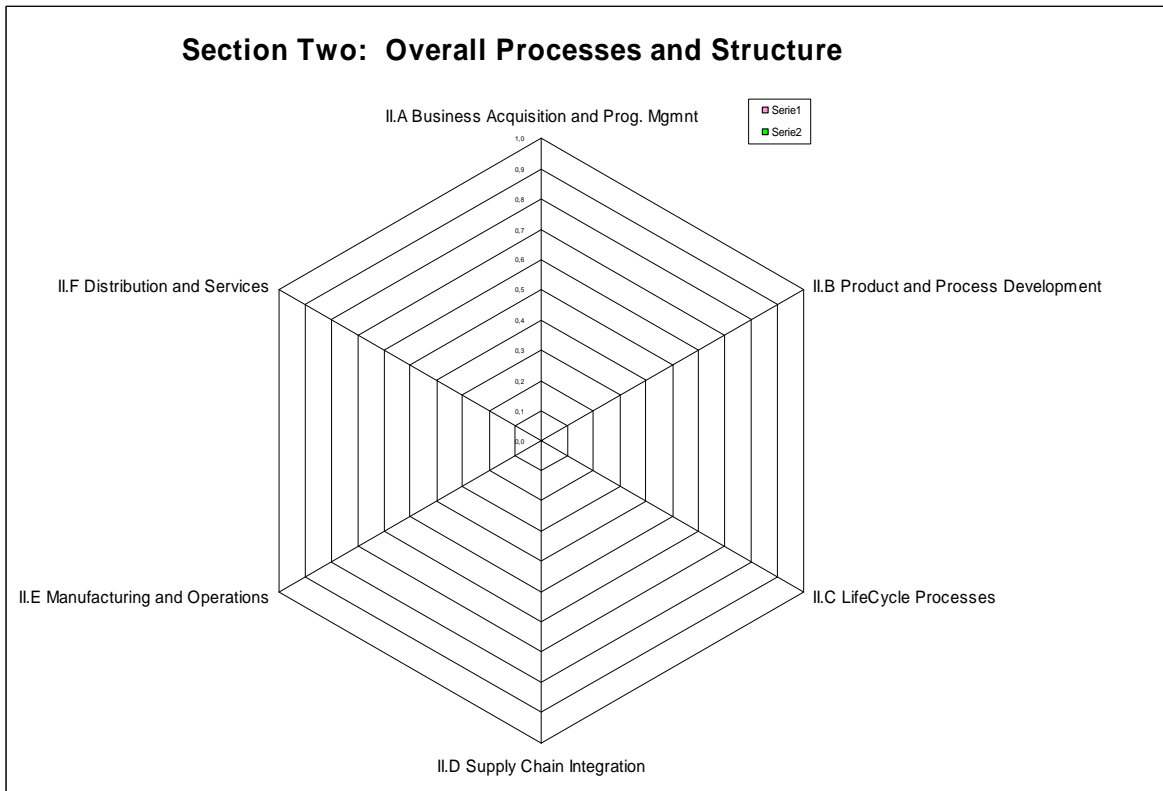 Section Two: Overall Processes and Structure
II.A Business Acquisition and Prog. Mgmnt
Serie1
Serie2
1,0
0,9
0,8
0,7
0,6
0,5
0,4
0,3
0,2
0,1
0,0
II.F Distribution and Services
II.B Product and Process Development
II.E Manufacturing and Operations
II.C LifeCycle Processes
II.D Supply Chain Integration